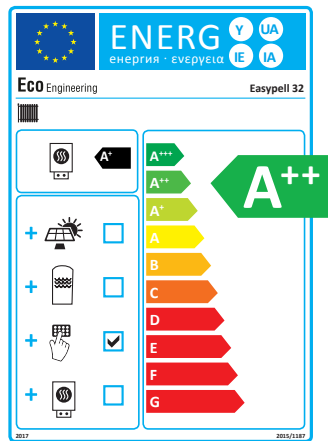 ENERG Y UA
енергия · ενεργεια IE IA
Eco Engineering Easypell 32
A+
A+++
A++
A+
A
B
C
D
E
F
G
A++
2017 2015/1187